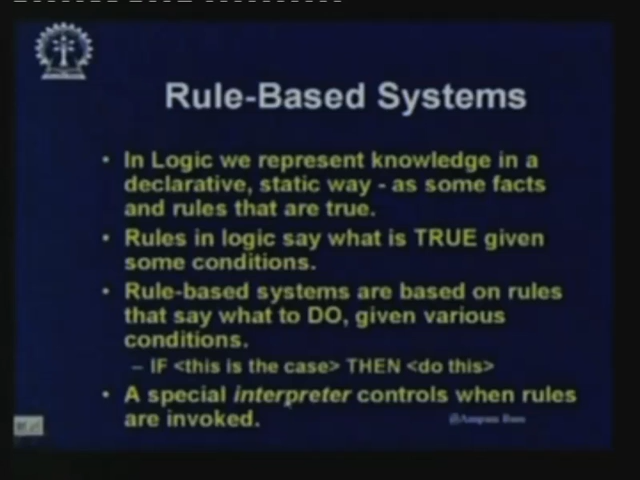 Rule-Based Systems
• In Logic we represent knowledge in a
declarative, static way - as some facts
and rules that are true.
• Rules in logic say what is TRUE given
some conditions.
• Rule-based systems are based on rules
that say what to DO, given various
conditions.
– IF <this is the case> THEN <do this>
• A special interpreter controls when rules
are invoked.